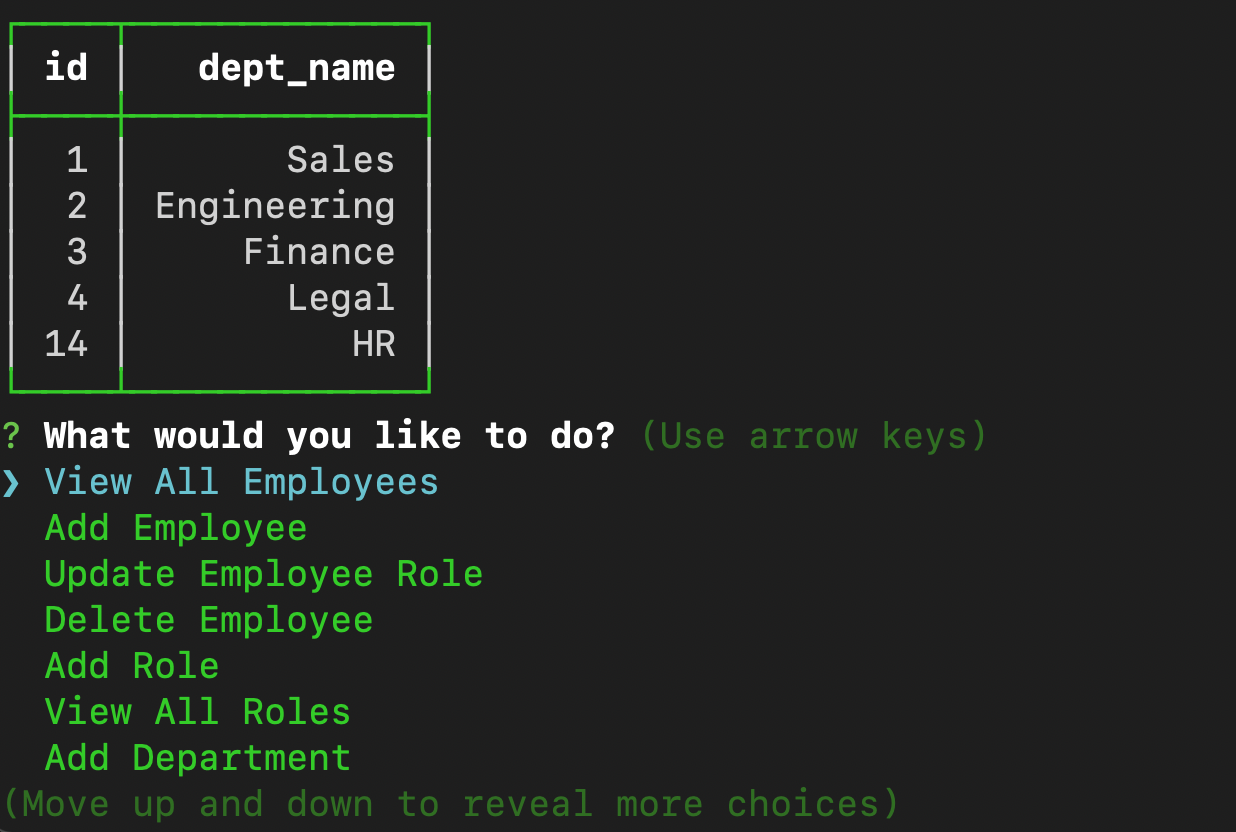 id dept_name
1 Sales
2 Engineering
3 Finance
4 Legal
14 HR
? What would you like to do? (Use arrow keys)
❯ View All Employees
Add Employee
Update Employee Role
Delete Employee
Add Role
View All Roles
Add Department
(Move up and down to reveal more choices)